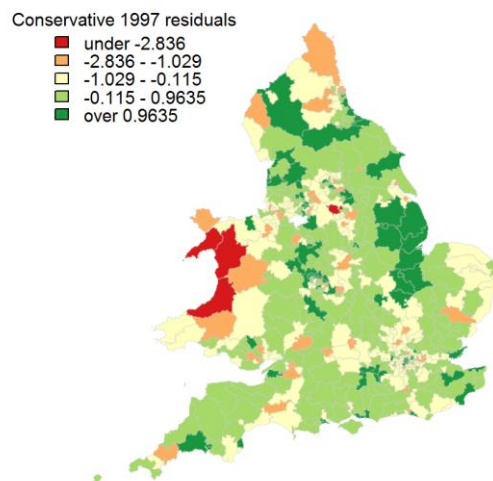 Conservative 1997 residuals
under -2.836
-2.836 - -1.029
-1.029 - -0.115
-0.115 - 0.9635
over 0.9635